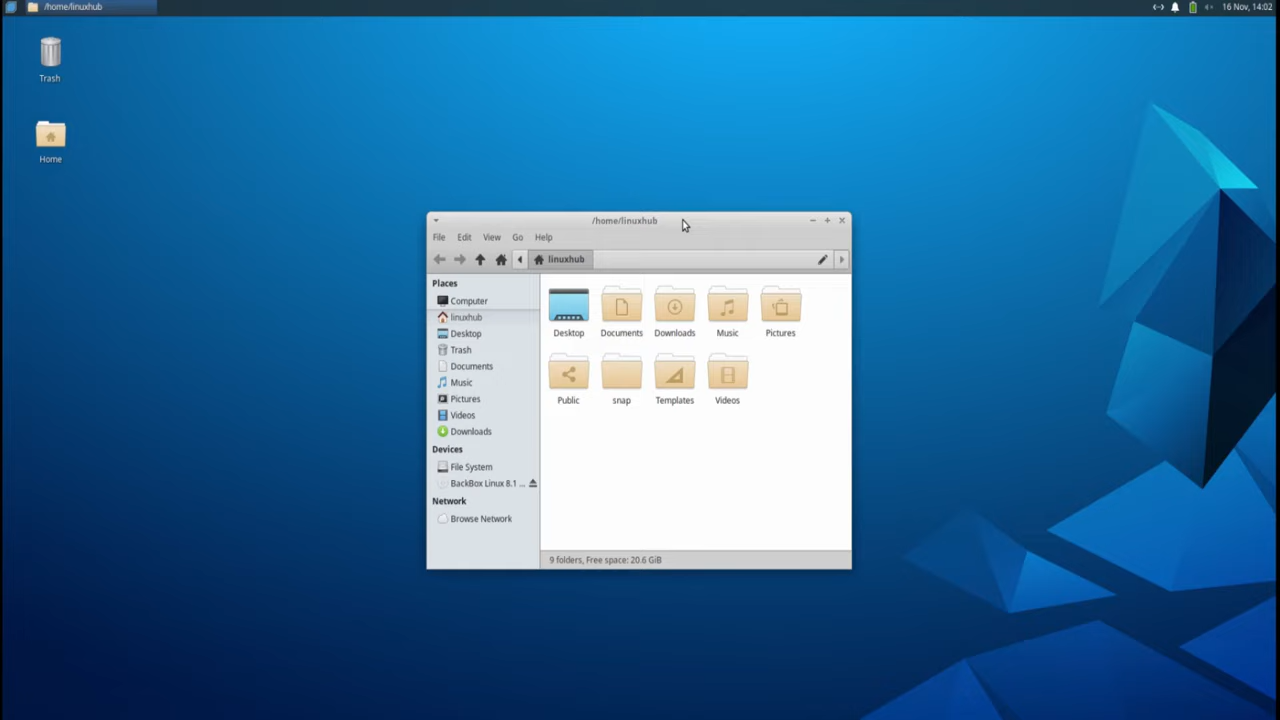 /home/linuxhub
16 Nov, 14:02
Trash
Home
/home/linuxhub
File Edit View Go Help
linuxhub
Places
Computer
linuxhub
Desktop
Trash
Documents
Music
Pictures
Videos
Downloads
Devices
File System
BackBox Linux 8.1 ...
Network
Browse Network
Desktop Documents Downloads Music Pictures
Public snap Templates Videos
9 folders, Free space: 20.6 GiB